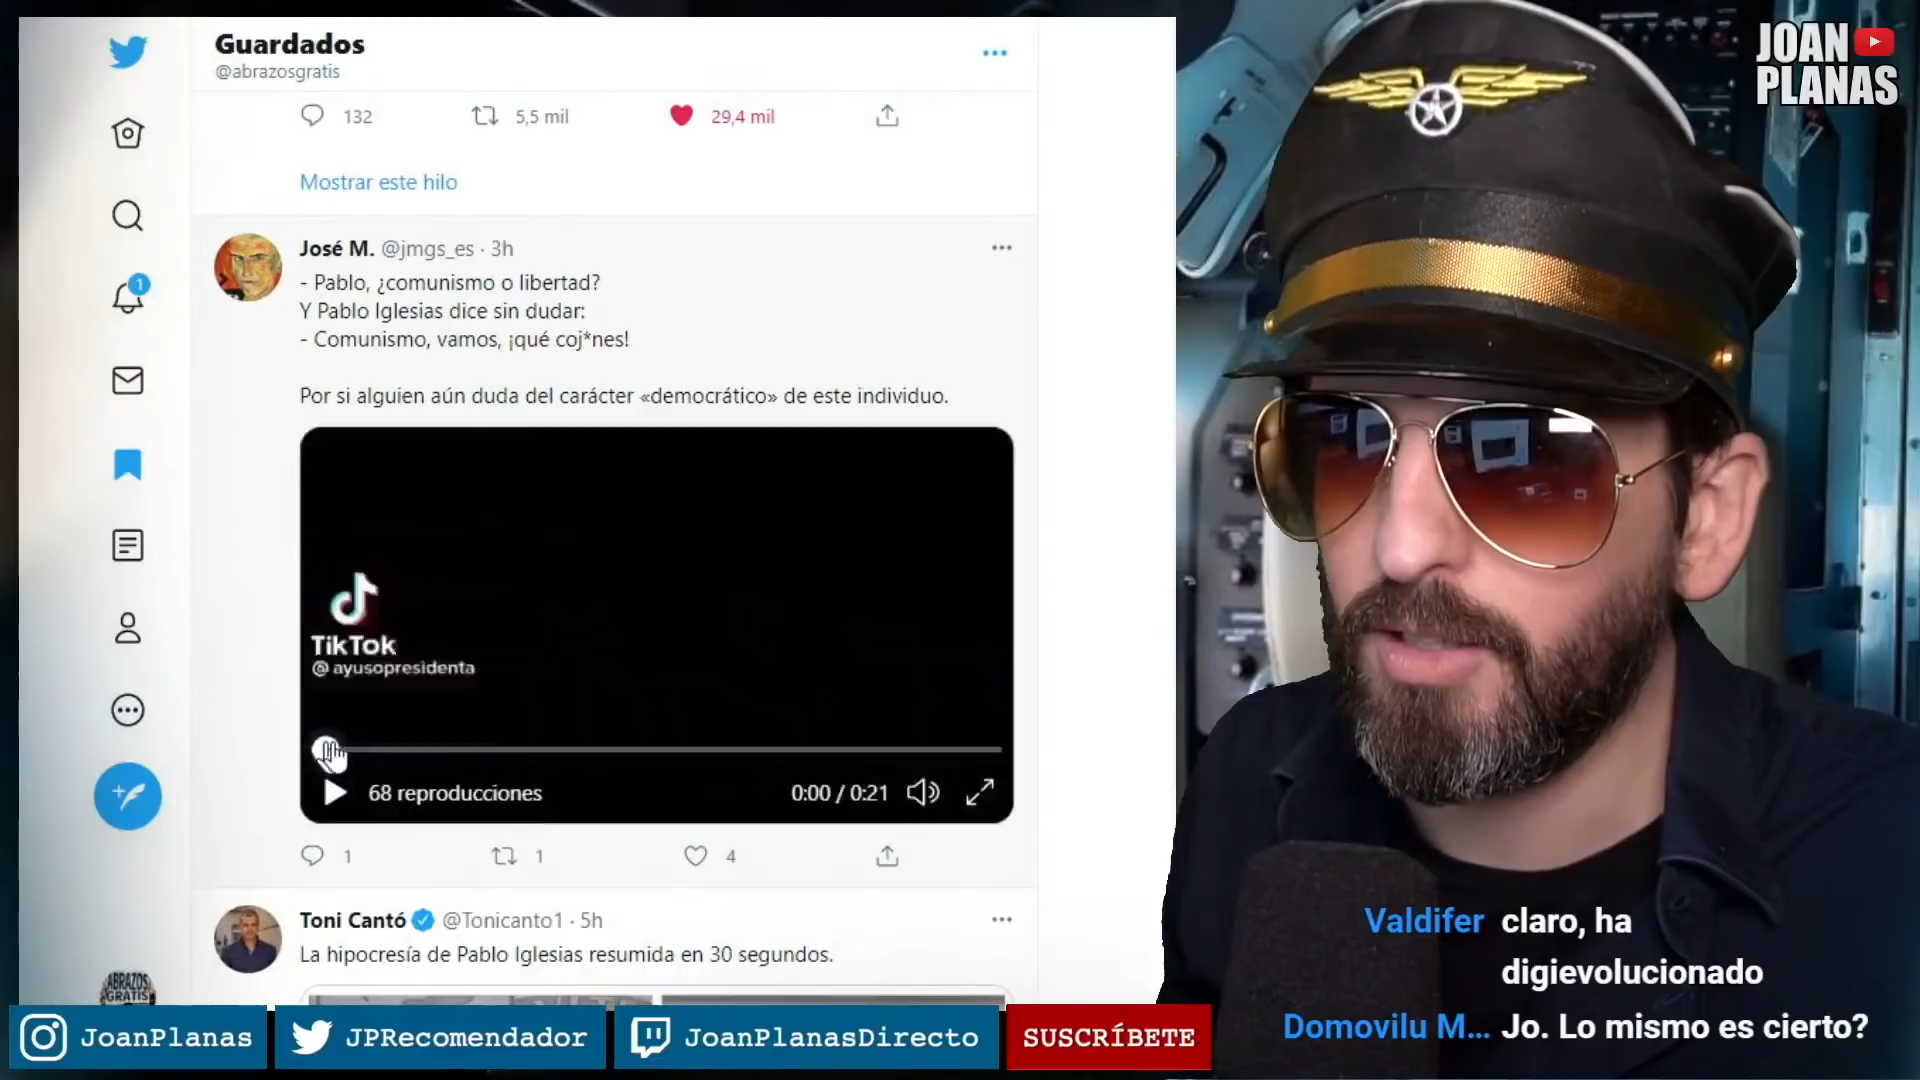 Guardados
@abrazosgratis
132
5,5 mil
29,4 mil
Mostrar este hilo
José M. @jmgs_es · 3h
- Pablo, ¿comunismo o libertad?
Y Pablo Iglesias dice sin dudar:
- Comunismo, vamos, ¡qué coj*nes!
Por si alguien aún duda del carácter «democrático» de este individuo.
TikTok
@ayusopresidenta
68 reproducciones
0:00 / 0:21
1
1
4
Toni Cantó @Tonicanto1 · 5h
La hipocresía de Pablo Iglesias resumida en 30 segundos.
1
ABRAZOS
GRATIS
JOAN
PLANAS
Valdifer claro, ha
digievolucionado
Domovilu M... Jo. Lo mismo es cierto?
JoanPlanas
JPRecomendador
JoanPlanasDirecto
SUSCRÍBETE